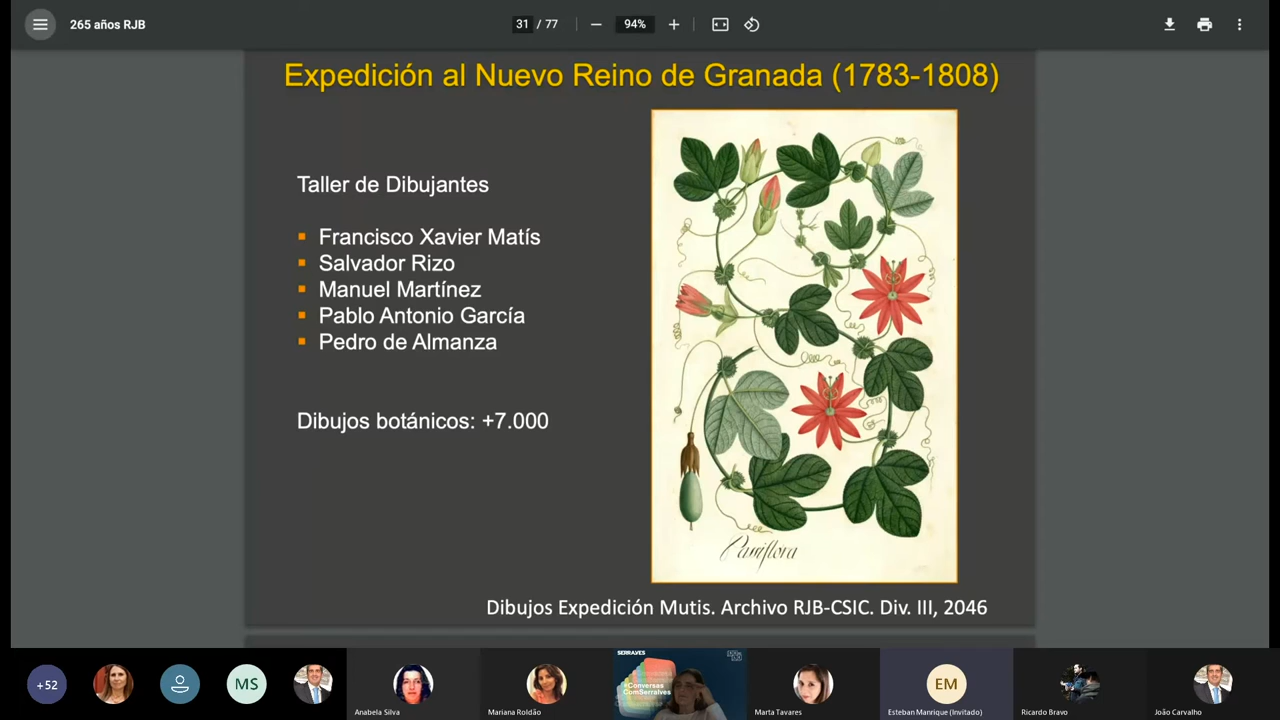 265 años RJB
31 / 77
94%
Expedición al Nuevo Reino de Granada (1783-1808)
Taller de Dibujantes
Francisco Xavier Matís
Salvador Rizo
Manuel Martínez
Pablo Antonio García
Pedro de Almanza
Dibujos botánicos: +7.000
Passiflora
Dibujos Expedición Mutis. Archivo RJB-CSIC. Div. III, 2046
+52
MS
SERRALVES
#Conversas
ComSerralves
EM
Anabela Silva
Mariana Roldão
Marta Tavares
Esteban Manrique (Invitado)
Ricardo Bravo
João Carvalho